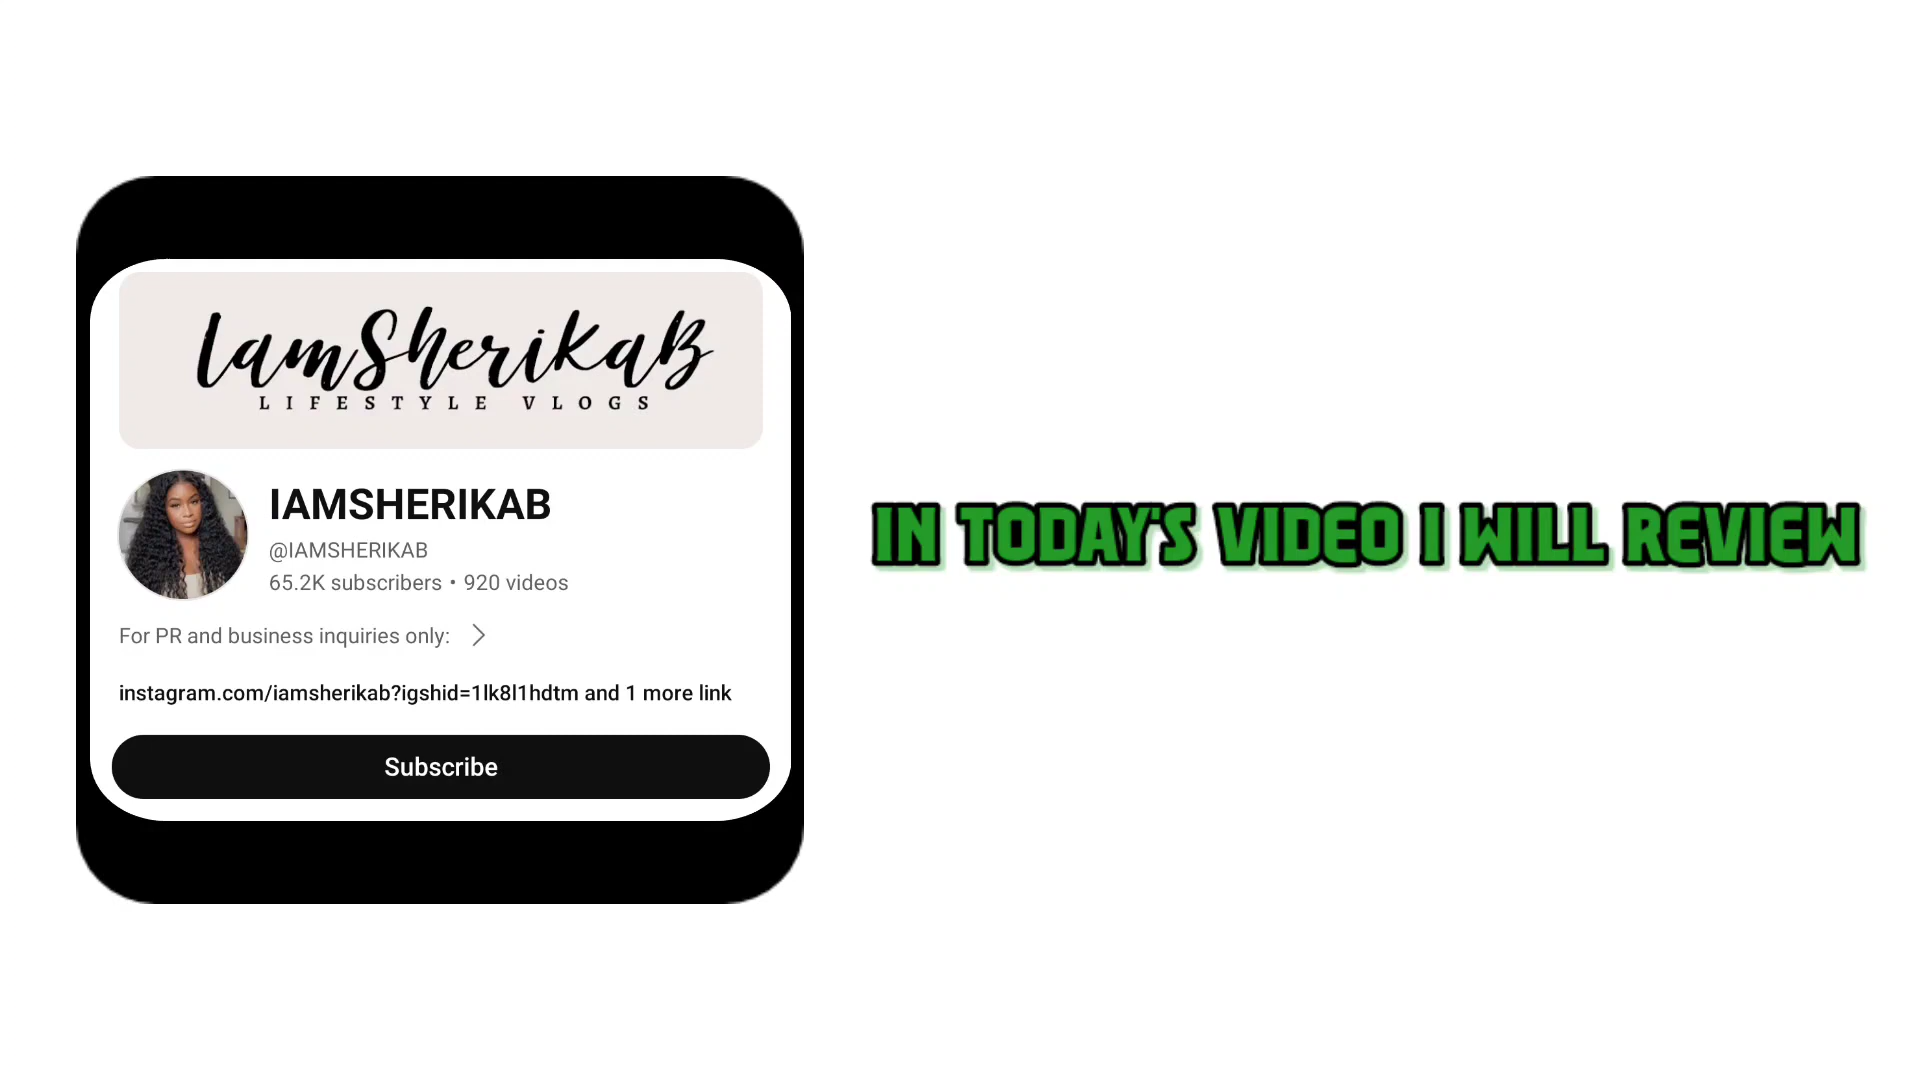 IamSheriKaB
LIFESTYLE VLOGS
IAMSHERIKAB
@IAMSHERIKAB
65.2K subscribers • 920 videos
For PR and business inquiries only:
instagram.com/iamsherikab?igshid=1lk8l1hdtm and 1 more link
Subscribe
IN TODAY'S VIDEO I WILL REVIEW